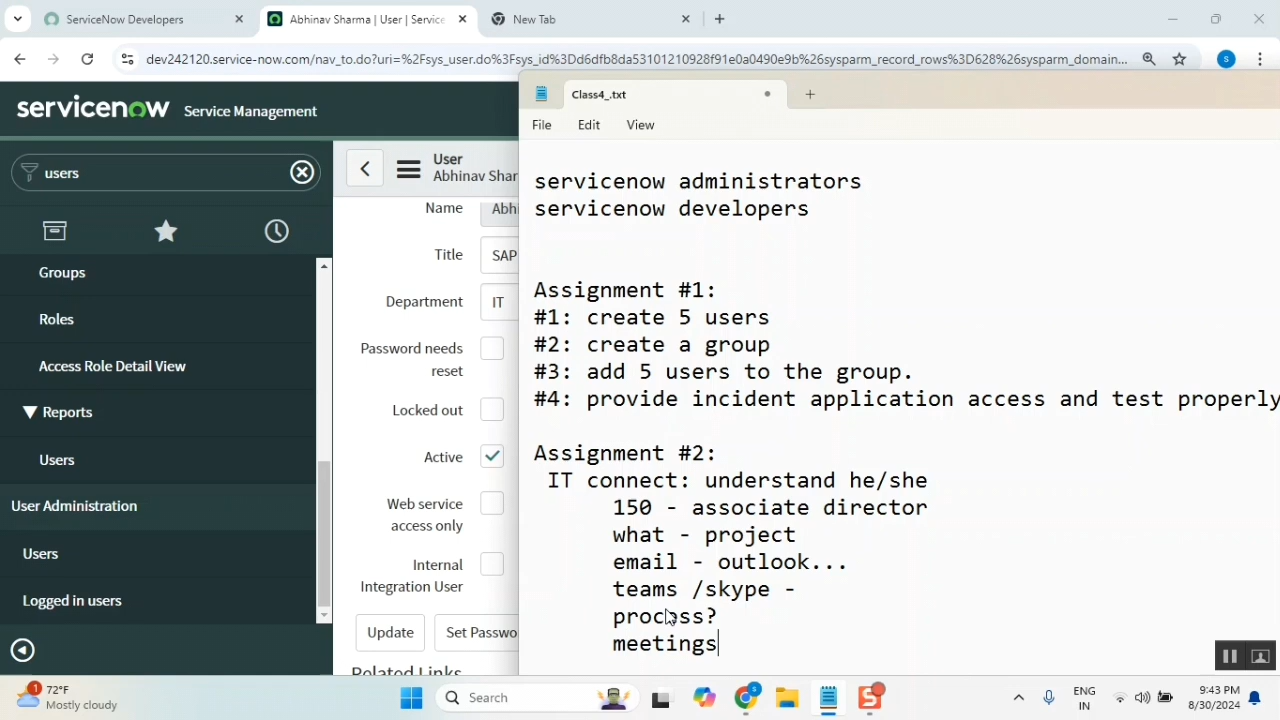 ServiceNow Developers
Abhinav Sharma | User | Service
New Tab
dev242120.service-now.com/nav_to.do?uri=%2Fsys_user.do%3Fsys_id%3Dd6dfb8da53101210928f91e0a0490e9b%26sysparm_record_rows%3D628%26sysparm_domain...
S
servicenow Service Management
users
Groups
Roles
Access Role Detail View
Reports
Users
User Administration
Users
Logged in users
User
Abhinav Shar
Name
Abhi
Title
SAP
Department
IT
Password needs
reset
Locked out
Active
Web service
access only
Internal
Integration User
Update
Set Passwo
Related Links
Class4_.txt
File Edit View
servicenow administrators
servicenow developers
Assignment #1:
#1: create 5 users
#2: create a group
#3: add 5 users to the group.
#4: provide incident application access and test properly
Assignment #2:
IT connect: understand he/she
150 - associate director
what - project
email - outlook...
teams /skype -
process?
meetings
1
72°F
Mostly cloudy
Search
ENG
IN
9:43 PM
8/30/2024